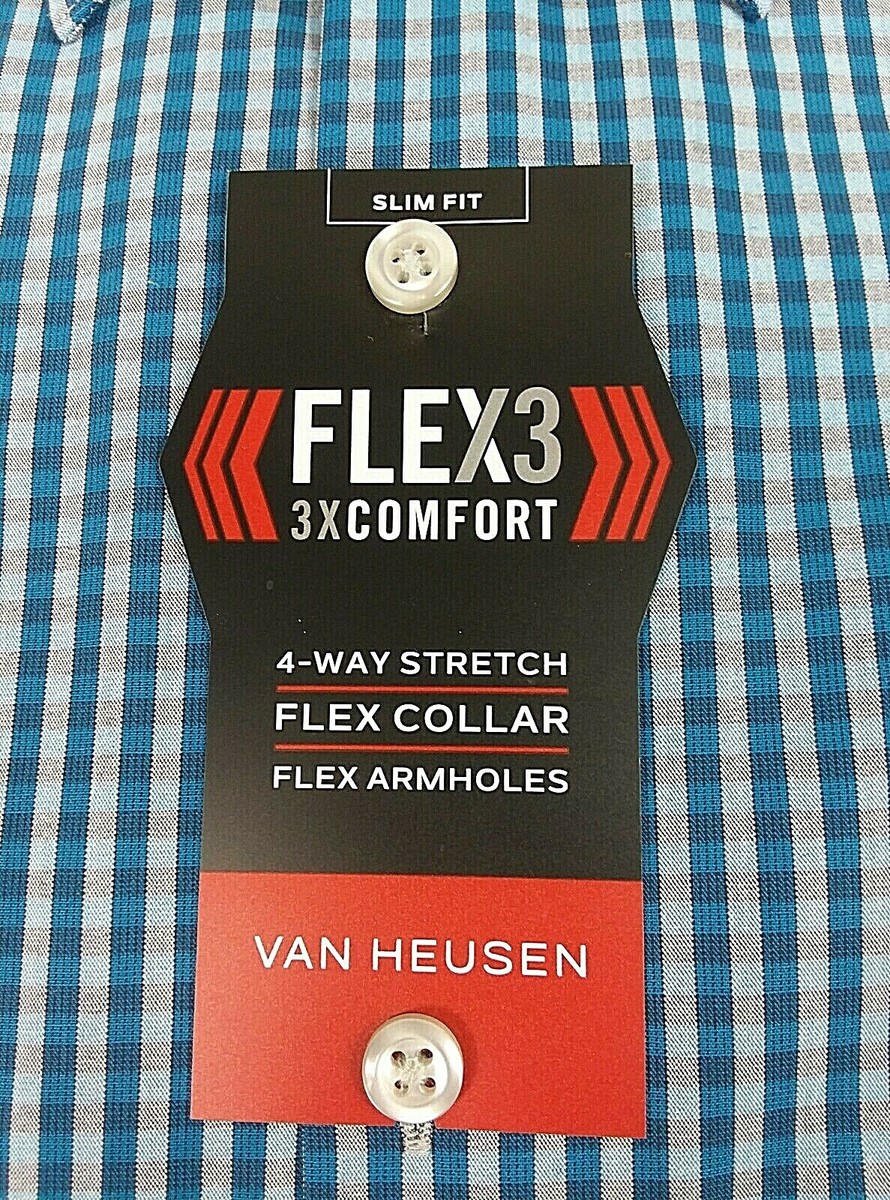 SLIM FIT
FLEX3
3XCOMFORT
4-WAY STRETCH
FLEX COLLAR
FLEX ARMHOLES
VAN HEUSEN